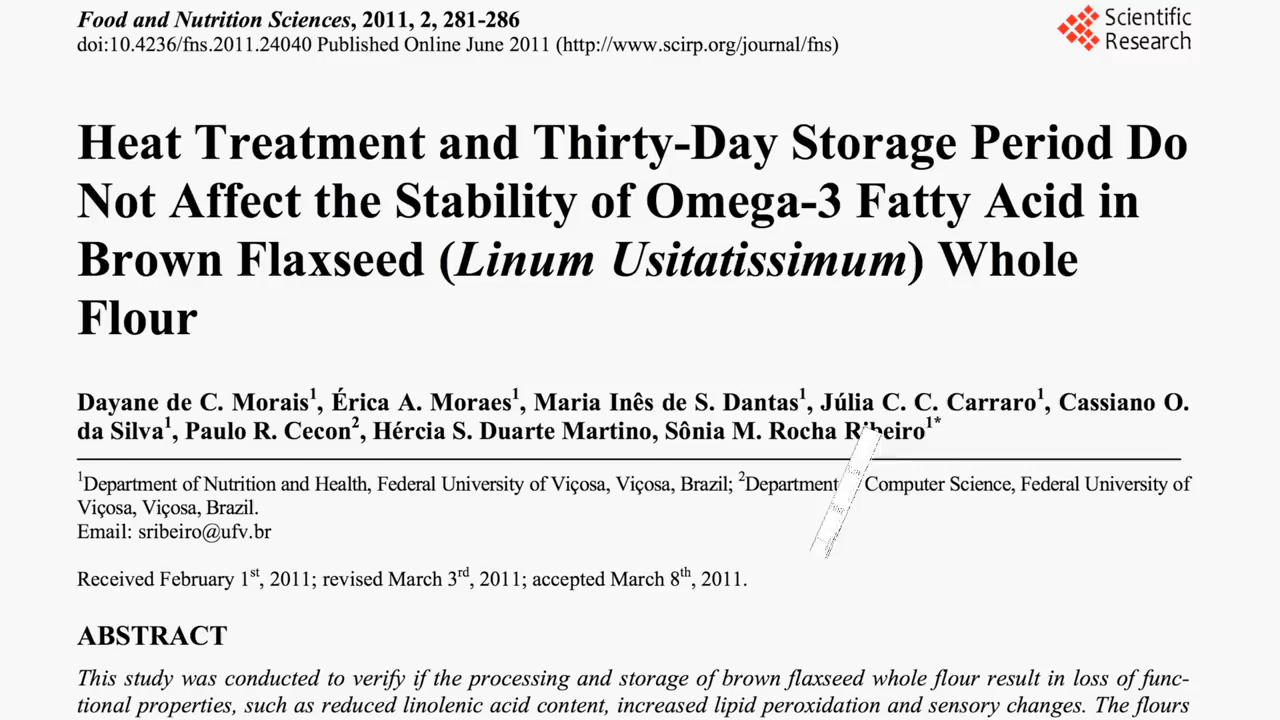 Food and Nutrition Sciences, 2011, 2, 281-286
doi:10.4236/fns.2011.24040 Published Online June 2011 (http://www.scirp.org/journal/fns)
Scientific
Research
Heat Treatment and Thirty-Day Storage Period Do
Not Affect the Stability of Omega-3 Fatty Acid in
Brown Flaxseed (Linum Usitatissimum) Whole
Flour
Dayane de C. Morais1, Érica A. Moraes1, Maria Inês de S. Dantas1, Júlia C. C. Carraro1, Cassiano O.
da Silva1, Paulo R. Cecon2, Hércia S. Duarte Martino, Sônia M. Rocha Ribeiro1*
1Department of Nutrition and Health, Federal University of Viçosa, Viçosa, Brazil; 2Department Computer Science, Federal University of
Viçosa, Viçosa, Brazil.
Email: sribeiro@ufv.br
Received February 1st, 2011; revised March 3rd, 2011; accepted March 8th, 2011.
ABSTRACT
This study was conducted to verify if the processing and storage of brown flaxseed whole flour result in loss of func-
tional properties, such as reduced linolenic acid content, increased lipid peroxidation and sensory changes. The flours